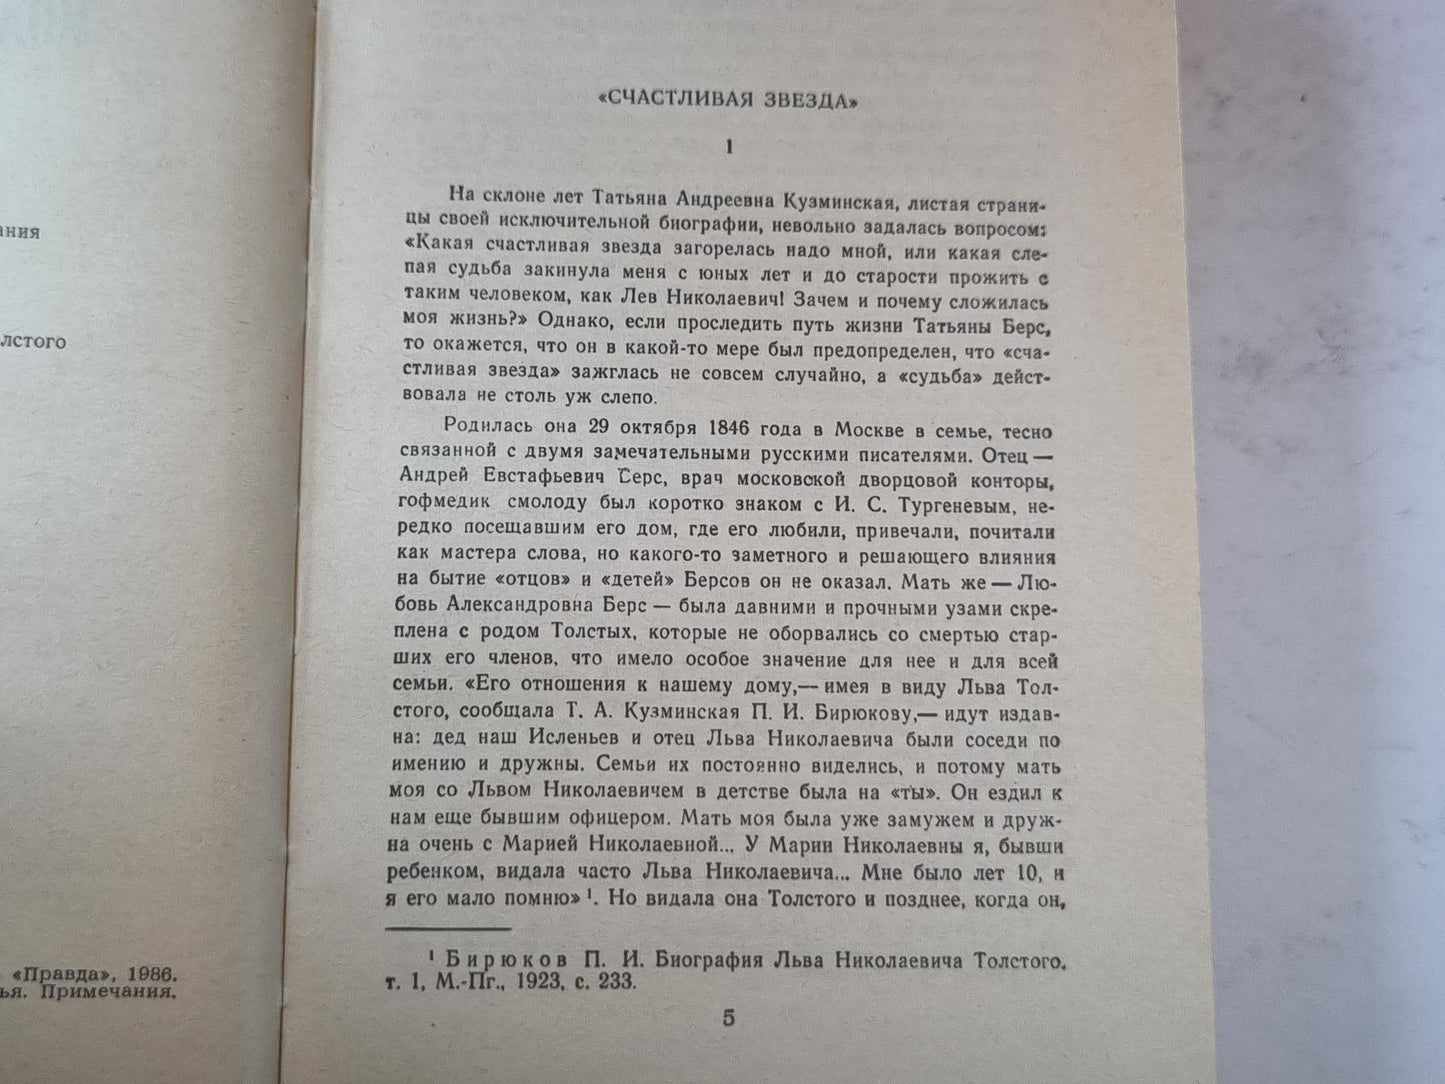 ания
лстого
«Правда», 1986.
ья. Примечания.
«СЧАСТЛИВАЯ ЗВЕЗДА»
1
На склоне лет Татьяна Андреевна Кузминская, листая страни-
цы своей исключительной биографии, невольно задалась вопросом:
«Какая счастливая звезда загорелась надо мной, или какая сле-
пая судьба закинула меня с юных лет и до старости прожить с
таким человеком, как Лев Николаевич! Зачем и почему сложилась
моя жизнь?» Однако, если проследить путь жизни Татьяны Берс,
то окажется, что он в какой-то мере был предопределен, что «сча-
стливая звезда» зажглась не совсем случайно, а «судьба» дейст-
вовала не столь уж слепо.
Родилась она 29 октября 1846 года в Москве в семье, тесно
связанной с двумя замечательными русскими писателями. Отец —
Андрей Евстафьевич Берс, врач московской дворцовой конторы,
гофмедик смолоду был коротко знаком с И. С. Тургеневым, не-
редко посещавшим его дом, где его любили, привечали, почитали
как мастера слова, но какого-то заметного и решающего влияния
на бытие «отцов» и «детей» Берсов он не оказал. Мать же — Лю-
бовь Александровна Берс — была давними и прочными узами скре-
плена с родом Толстых, которые не оборвались со смертью стар-
ших его членов, что имело особое значение для нее и для всей
семьи. «Его отношения к нашему дому,— имея в виду Льва Тол-
стого, сообщала Т. А. Кузминская П. И. Бирюкову,— идут издав-
на: дед наш Исленьев и отец Льва Николаевича были соседи по
имению и дружны. Семьи их постоянно виделись, и потому мать
моя со Львом Николаевичем в детстве была на «ты». Он ездил к
нам еще бывшим офицером. Мать моя была уже замужем и друж-
на очень с Марией Николаевной... У Марии Николаевны я, бывши
ребенком, видала часто Льва Николаевича... Мне было лет 10, и
я его мало помню» ¹. Но видала она Толстого и позднее, когда он,
¹ Бирюков П. И. Биография Льва Николаевича Толстого.
т. 1, М.-Пг., 1923, с. 233.
5